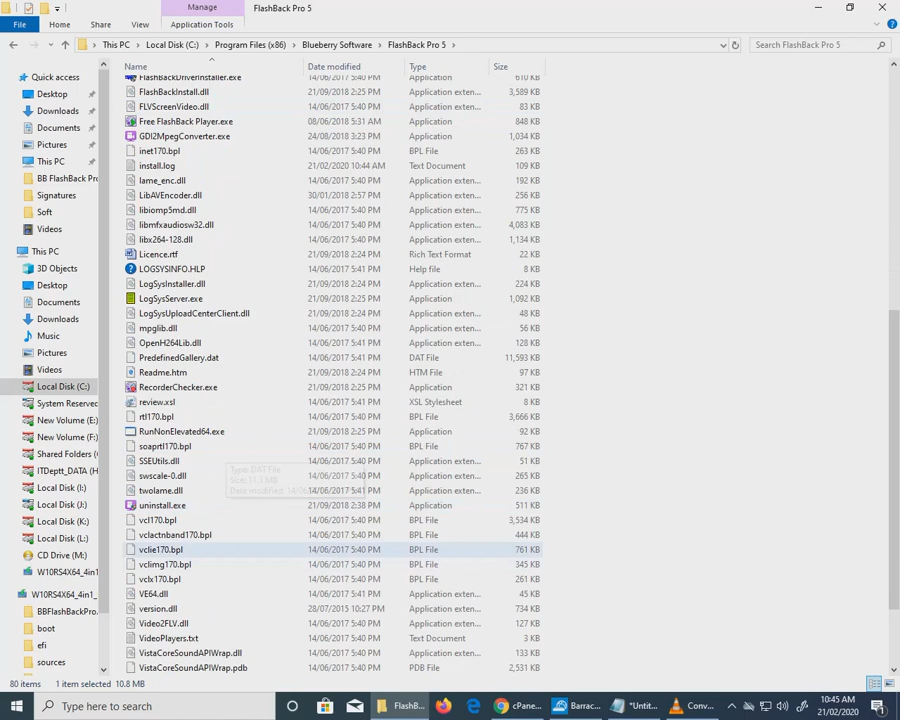 Manage
FlashBack Pro 5
File Home Share View Application Tools
This PC › Local Disk (C:) › Program Files (x86) › Blueberry Software › FlashBack Pro 5 ›
Search FlashBack Pro 5
Name Date modified Type Size
Quick access
Desktop
Downloads
Documents
Pictures
This PC
BB FlashBack Pr
Signatures
Soft
Videos
This PC
3D Objects
Desktop
Documents
Downloads
Music
Pictures
Videos
Local Disk (C:)
System Reserved
New Volume (E:)
New Volume (F:)
Shared Folders (
ITDeptt_DATA (H
Local Disk (I:)
Local Disk (J:)
Local Disk (K:)
Local Disk (L:)
CD Drive (M:)
W10RS4X64_4in1_
W10RS4X64_4in1_
BBFlashBackPro.
boot
efi
sources
FlashBackDriverInstaller.exe 14/06/2017 5:40 PM Application 610 KB
FlashBackInstall.dll 21/09/2018 2:25 PM Application exten... 3,589 KB
FLVScreenVideo.dll 14/06/2017 5:40 PM Application exten... 83 KB
Free FlashBack Player.exe 08/06/2018 5:31 AM Application 848 KB
GDI2MpegConverter.exe 24/08/2018 3:23 PM Application 1,034 KB
inet170.bpl 14/06/2017 5:40 PM BPL File 263 KB
install.log 21/02/2020 10:44 AM Text Document 109 KB
lame_enc.dll 14/06/2017 5:40 PM Application exten... 192 KB
LibAVEncoder.dll 30/01/2018 2:57 PM Application exten... 256 KB
libiomp5md.dll 14/06/2017 5:40 PM Application exten... 775 KB
libmfxaudiosw32.dll 14/06/2017 5:40 PM Application exten... 4,083 KB
libx264-128.dll 14/06/2017 5:40 PM Application exten... 1,134 KB
Licence.rtf 21/09/2018 2:24 PM Rich Text Format 22 KB
LOGSYSINFO.HLP 14/06/2017 5:41 PM Help file 8 KB
LogSysInstaller.dll 21/09/2018 2:24 PM Application exten... 224 KB
LogSysServer.exe 21/09/2018 2:25 PM Application exten... 1,092 KB
LogSysUploadCenterClient.dll 21/09/2018 2:24 PM Application exten... 48 KB
mpglib.dll 14/06/2017 5:40 PM Application exten... 56 KB
OpenH264Lib.dll 14/06/2017 5:40 PM Application exten... 128 KB
PredefinedGallery.dat 14/06/2017 5:41 PM DAT File 11,593 KB
Readme.htm 21/09/2018 2:24 PM HTM File 97 KB
RecorderChecker.exe 21/09/2018 2:25 PM Application 321 KB
review.xsl 14/06/2017 5:41 PM XSL Stylesheet 8 KB
rtl170.bpl 14/06/2017 5:40 PM BPL File 3,666 KB
RunNonElevated64.exe 21/09/2018 2:25 PM Application 92 KB
soaprtl170.bpl 14/06/2017 5:40 PM BPL File 767 KB
SSEUtils.dll 14/06/2017 5:40 PM Application exten... 51 KB
swscale-0.dll 14/06/2017 5:40 PM Application exten... 265 KB
twolame.dll 14/06/2017 5:41 PM Application exten... 236 KB
Type: DAT File
Size: 11.3 MB
Date modified: 14/06
uninstall.exe 21/09/2018 2:38 PM Application 511 KB
vcl170.bpl 14/06/2017 5:40 PM BPL File 3,534 KB
vclactnband170.bpl 14/06/2017 5:40 PM BPL File 444 KB
vclie170.bpl 14/06/2017 5:40 PM BPL File 761 KB
vclimg170.bpl 14/06/2017 5:40 PM BPL File 345 KB
vclx170.bpl 14/06/2017 5:40 PM BPL File 261 KB
VE64.dll 14/06/2017 5:41 PM Application exten... 45 KB
version.dll 28/07/2015 10:27 PM Application exten... 734 KB
Video2FLV.dll 14/06/2017 5:40 PM Application exten... 127 KB
VideoPlayers.txt 14/06/2017 5:40 PM Text Document 3 KB
VistaCoreSoundAPIWrap.dll 14/06/2017 5:40 PM Application exten... 133 KB
VistaCoreSoundAPIWrap.pdb 14/06/2017 5:40 PM PDB File 2,531 KB
80 items 1 item selected 10.8 MB
Type here to search
FlashB... cPane... Barrac... *Untit... Conv...
10:45 AM
21/02/2020
1